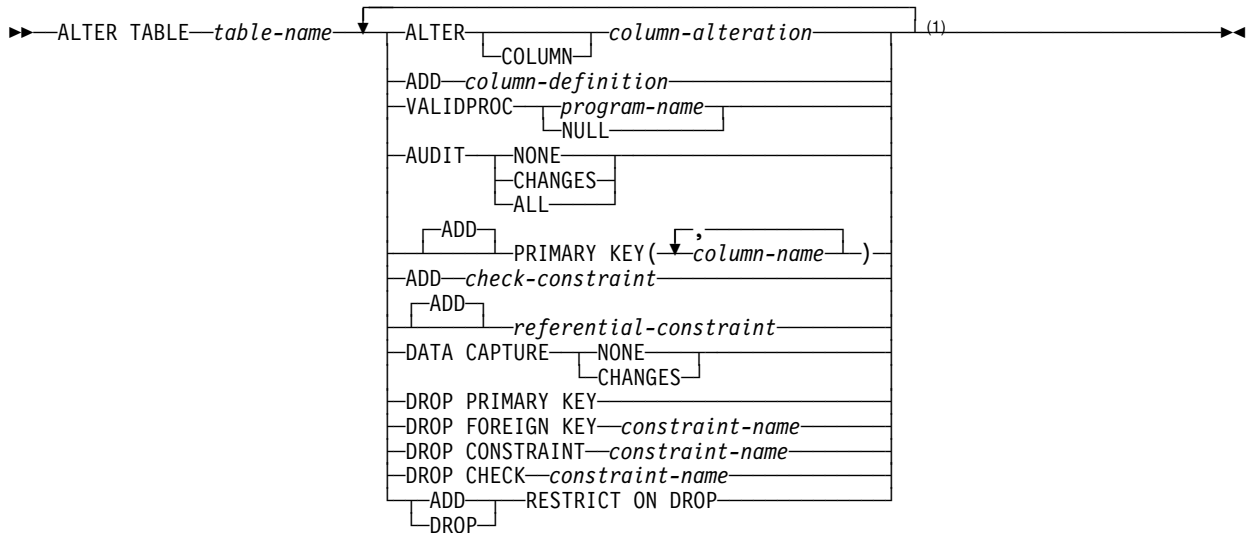 ALTER TABLE table-name ALTER column-alteration (1)
COLUMN
ADD column-definition
VALIDPROC program-name
NULL
AUDIT NONE
CHANGES
ALL
ADD ,
PRIMARY KEY( column-name )
ADD check-constraint
ADD
referential-constraint
DATA CAPTURE NONE
CHANGES
DROP PRIMARY KEY
DROP FOREIGN KEY constraint-name
DROP CONSTRAINT constraint-name
DROP CHECK constraint-name
ADD RESTRICT ON DROP
DROP